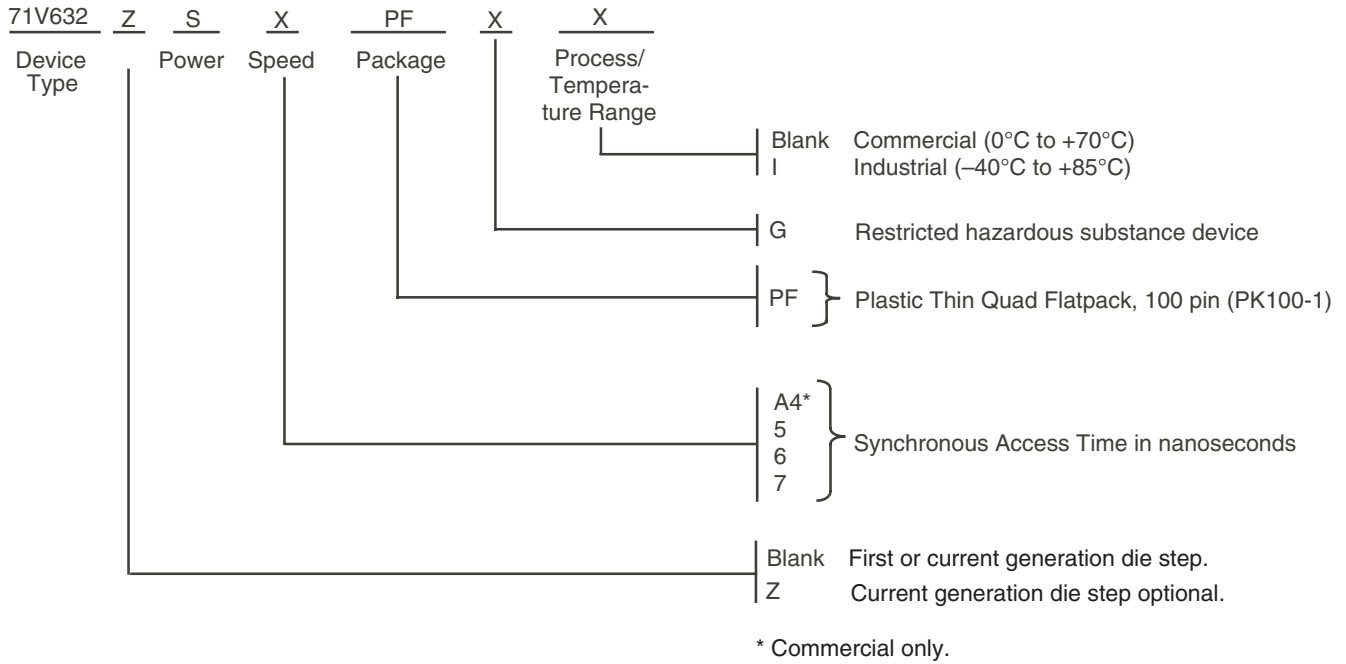 71V632 Z S X PF X X
Device Type
Power
Speed
Package
Process/
Tempera-
ture Range
Blank Commercial (0°C to +70°C)
I Industrial (–40°C to +85°C)
G Restricted hazardous substance device
PF Plastic Thin Quad Flatpack, 100 pin (PK100-1)
A4*
5
6
7
Synchronous Access Time in nanoseconds
Blank First or current generation die step.
Z Current generation die step optional.
* Commercial only.